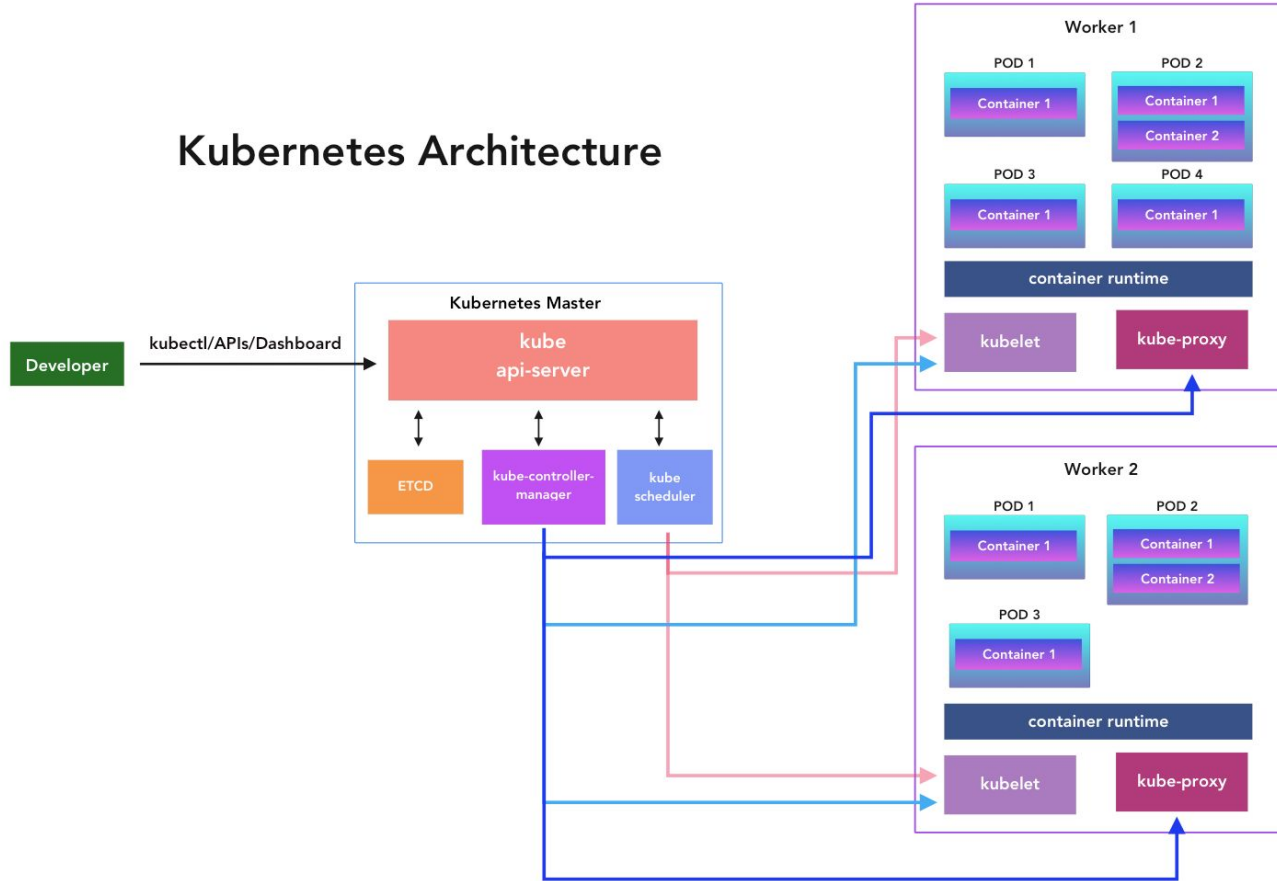 Kubernetes Architecture
Developer
kubectl/APIs/Dashboard
Kubernetes Master
kube
api-server
ETCD
kube-controller-
manager
kube
scheduler
Worker 1
POD 1
Container 1
POD 2
Container 1
Container 2
POD 3
Container 1
POD 4
Container 1
container runtime
kubelet
kube-proxy
Worker 2
POD 1
Container 1
POD 2
Container 1
Container 2
POD 3
Container 1
container runtime
kubelet
kube-proxy